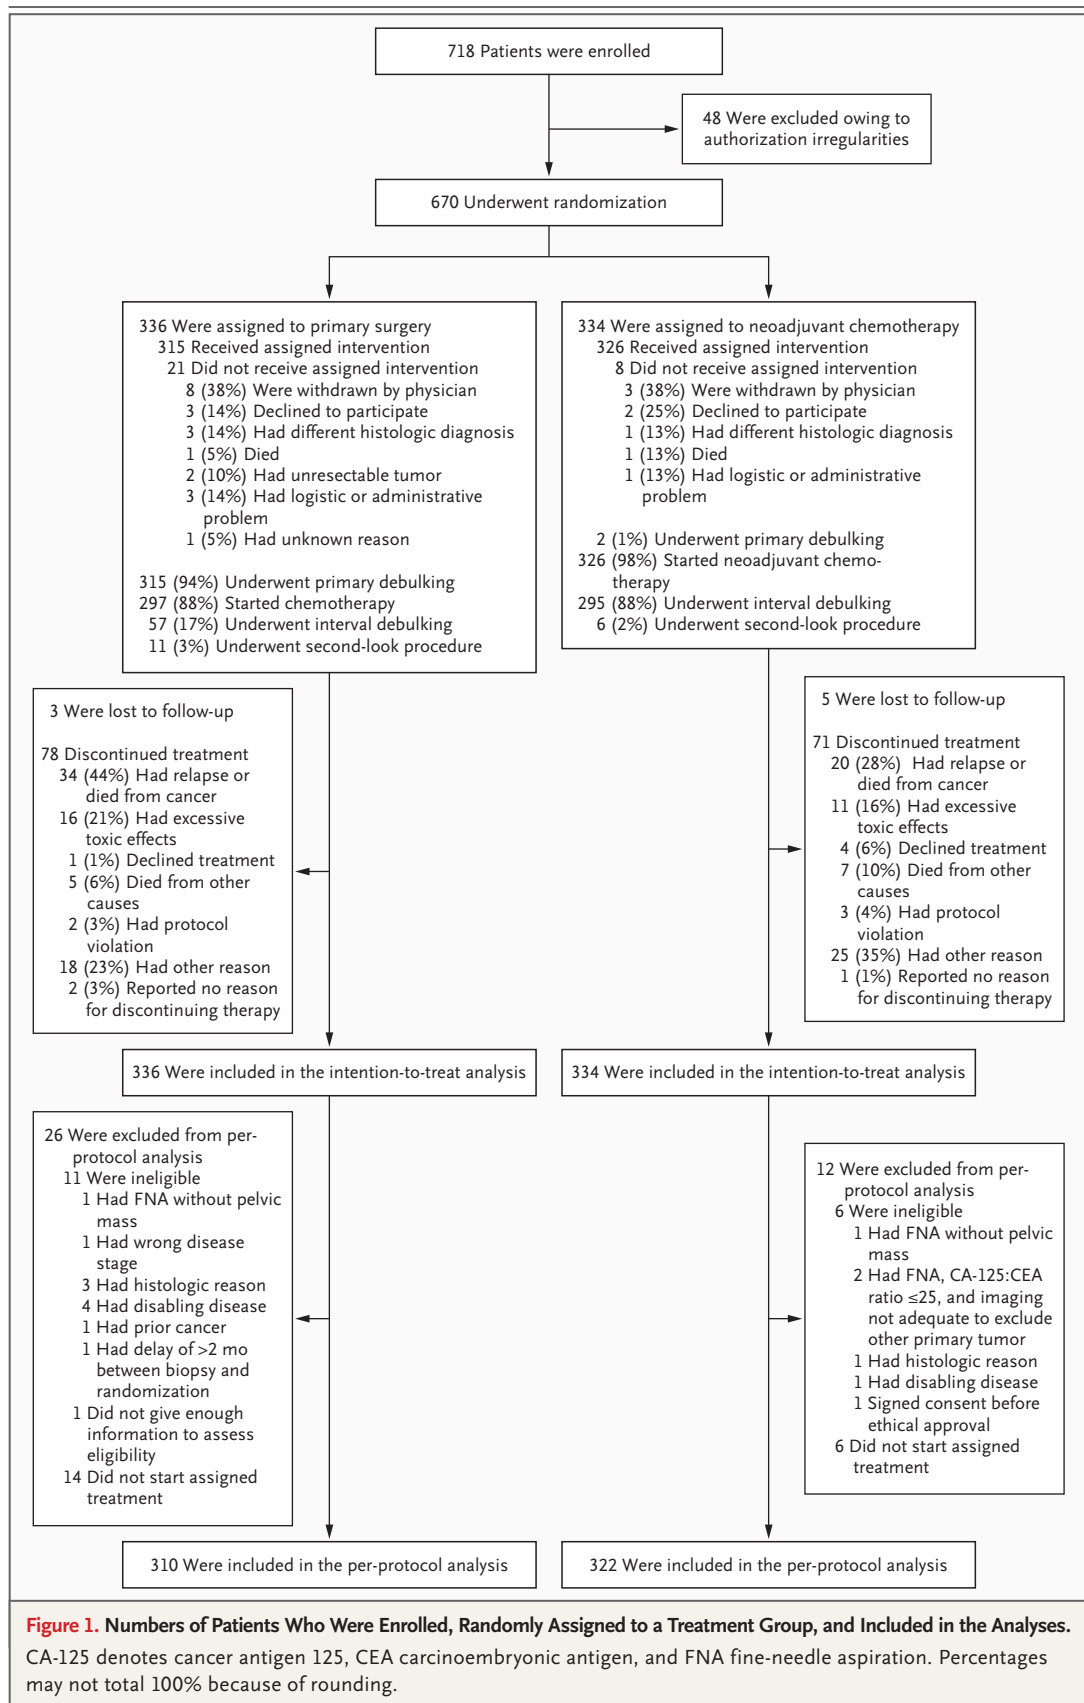 718 Patients were enrolled
48 Were excluded owing to
authorization irregularities
670 Underwent randomization
336 Were assigned to primary surgery
315 Received assigned intervention
21 Did not receive assigned intervention
8 (38%) Were withdrawn by physician
3 (14%) Declined to participate
3 (14%) Had different histologic diagnosis
1 (5%) Died
2 (10%) Had unresectable tumor
3 (14%) Had logistic or administrative
problem
1 (5%) Had unknown reason
315 (94%) Underwent primary debulking
297 (88%) Started chemotherapy
57 (17%) Underwent interval debulking
11 (3%) Underwent second-look procedure
334 Were assigned to neoadjuvant chemotherapy
326 Received assigned intervention
8 Did not receive assigned intervention
3 (38%) Were withdrawn by physician
2 (25%) Declined to participate
1 (13%) Had different histologic diagnosis
1 (13%) Died
1 (13%) Had logistic or administrative
problem
2 (1%) Underwent primary debulking
326 (98%) Started neoadjuvant chemo-
therapy
295 (88%) Underwent interval debulking
6 (2%) Underwent second-look procedure
3 Were lost to follow-up
78 Discontinued treatment
34 (44%) Had relapse or
died from cancer
16 (21%) Had excessive
toxic effects
1 (1%) Declined treatment
5 (6%) Died from other
causes
2 (3%) Had protocol
violation
18 (23%) Had other reason
2 (3%) Reported no reason
for discontinuing therapy
5 Were lost to follow-up
71 Discontinued treatment
20 (28%) Had relapse or
died from cancer
11 (16%) Had excessive
toxic effects
4 (6%) Declined treatment
7 (10%) Died from other
causes
3 (4%) Had protocol
violation
25 (35%) Had other reason
1 (1%) Reported no reason
for discontinuing therapy
336 Were included in the intention-to-treat analysis
334 Were included in the intention-to-treat analysis
26 Were excluded from per-
protocol analysis
11 Were ineligible
1 Had FNA without pelvic
mass
1 Had wrong disease
stage
3 Had histologic reason
4 Had disabling disease
1 Had prior cancer
1 Had delay of >2 mo
between biopsy and
randomization
1 Did not give enough
information to assess
eligibility
14 Did not start assigned
treatment
12 Were excluded from per-
protocol analysis
6 Were ineligible
1 Had FNA without pelvic
mass
2 Had FNA, CA-125:CEA
ratio ≤25, and imaging
not adequate to exclude
other primary tumor
1 Had histologic reason
1 Had disabling disease
1 Signed consent before
ethical approval
6 Did not start assigned
treatment
310 Were included in the per-protocol analysis
322 Were included in the per-protocol analysis
Figure 1. Numbers of Patients Who Were Enrolled, Randomly Assigned to a Treatment Group, and Included in the Analyses.
CA-125 denotes cancer antigen 125, CEA carcinoembryonic antigen, and FNA fine-needle aspiration. Percentages
may not total 100% because of rounding.